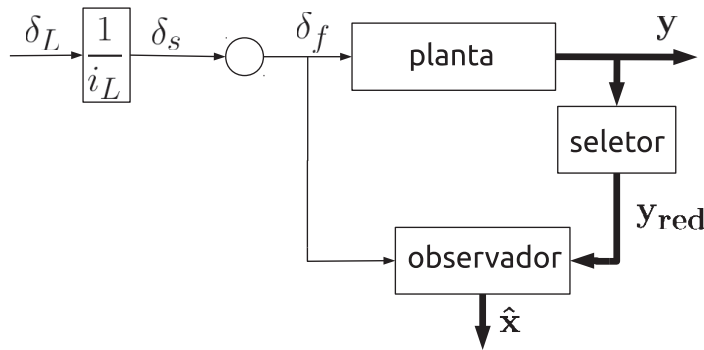 δ_L
1
i_L
δ_s
δ_f
planta
y
seletor
y_red
observador
x̂